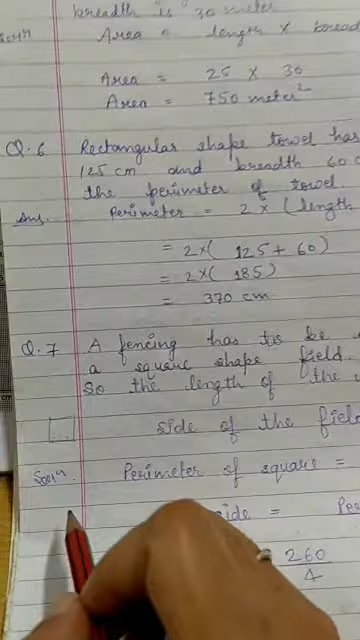 breadth is 30 meter
Soln
Area = length ×
Area = 25 × 30
Area = 750 meter²
Q.6 Rectangular shape towel has
125 cm and breadth 60
the perimeter of towel.
Ans. Perimeter = 2 × (length
= 2×( 125 + 60)
= 2×( 185)
= 370 cm
Q.7 A fencing has to be
a square shape field.
So the length of the
side of the
Soln. Perimeter of square =
side =
260
4